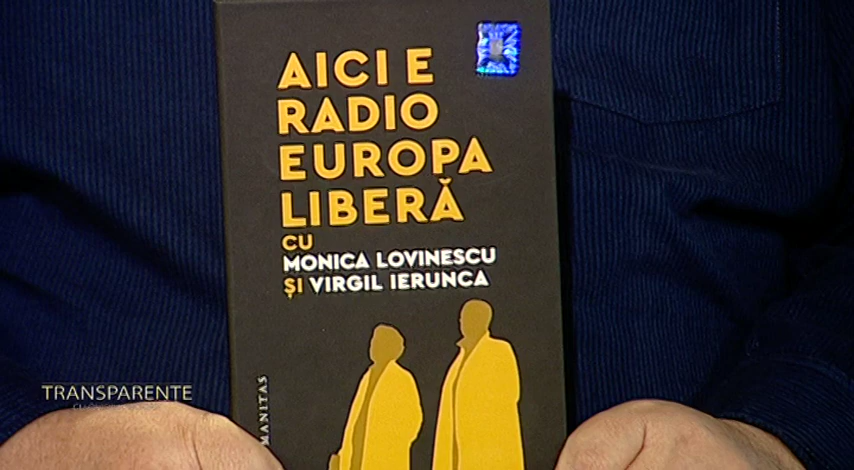 AICI E
RADIO
EUROPA
LIBERĂ
CU
MONICA LOVINESCU
ȘI VIRGIL IERUNCA
MANITAS
TRANSPARENTE